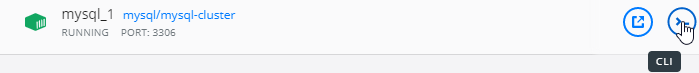 mysql_1 mysql/mysql-cluster
RUNNING PORT: 3306
CLI